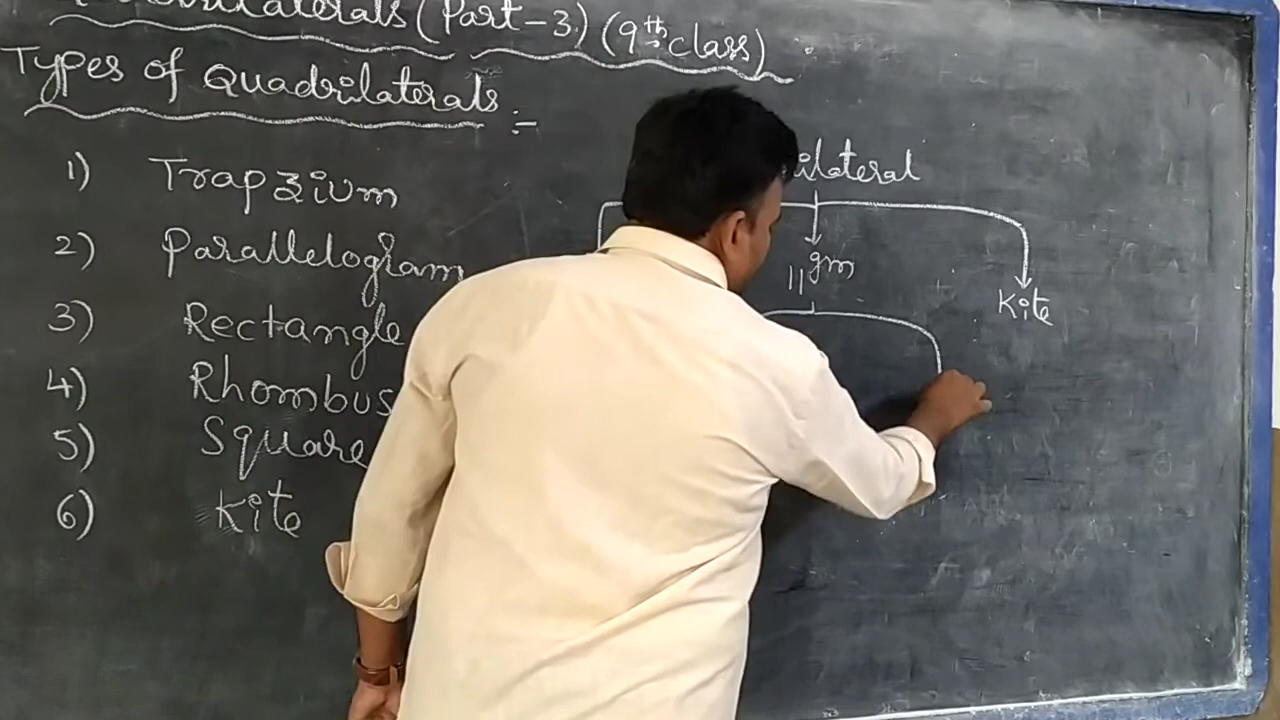 (Part-3) (9th class)
Types of Quadrilaterals :-
1) Trapzium
2) Parallelogram
3) Rectangle
4) Rhombus
5) Square
6) Kite
ilateral
||gm
Kite